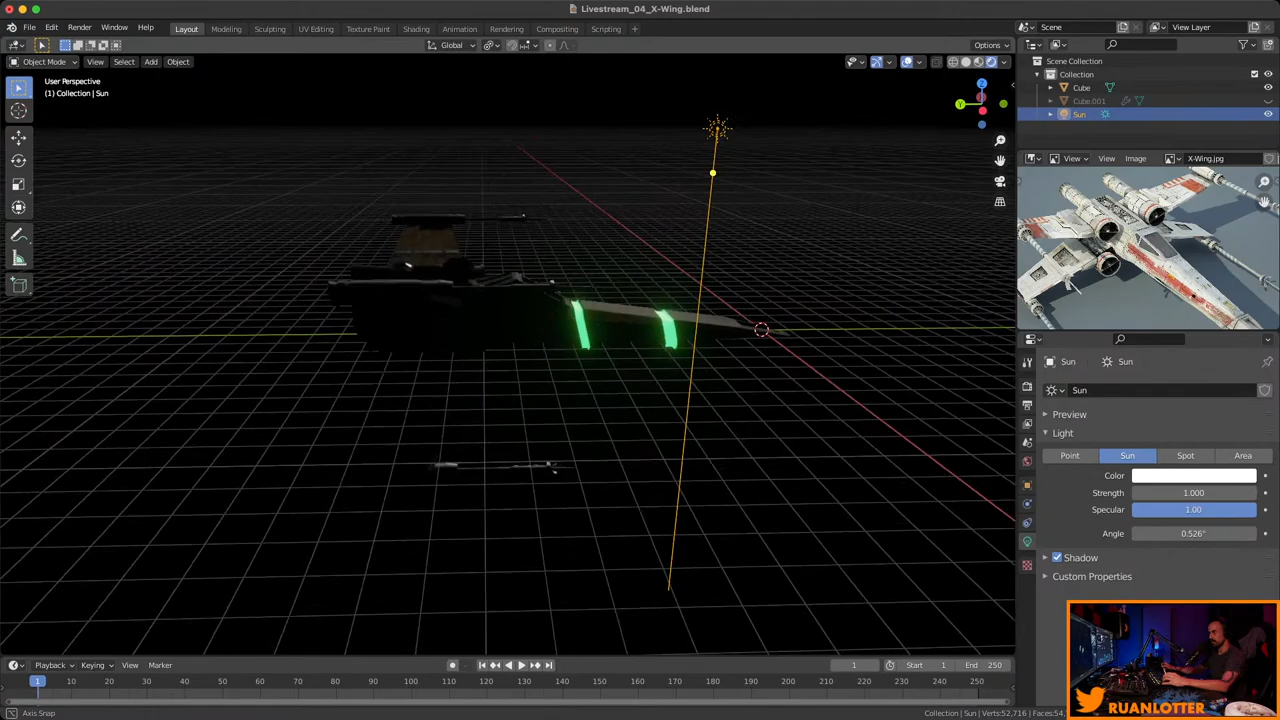 Livestream_04_X-Wing.blend
File Edit Render Window Help Layout Modeling Sculpting UV Editing Texture Paint Shading Animation Rendering Compositing Scripting + Scene View Layer
Global Options
Object Mode View Select Add Object
User Perspective
(1) Collection | Sun
Z
Y
Scene Collection
Collection
Cube
Cube.001
Sun
View View Image X-Wing.jpg
Sun Sun
Sun
Preview
Light
Point Sun Spot Area
Color
Strength 1.000
Specular 1.00
Angle 0.526°
Shadow
Custom Properties
Playback Keying View Marker 1 Start 1 End 250
1 10 20 30 40 50 60 70 80 90 100 110 120 130 140 150 160 170 180 190 200 210 220 230 240 250
Axis Snap Collection | Sun | Verts:52,716 | Faces:54,
RUANLOTTER